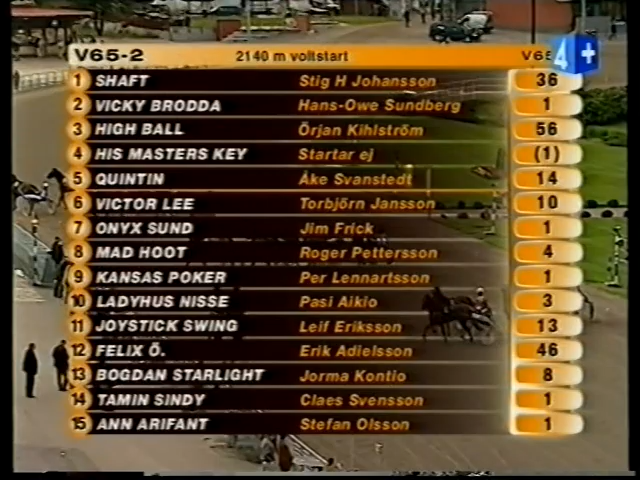 V65-2 2140 m voltstart V65
4+
1 SHAFT Stig H Johansson 36
2 VICKY BRODDA Hans-Owe Sundberg 1
3 HIGH BALL Örjan Kihlström 56
4 HIS MASTERS KEY Startar ej (1)
5 QUINTIN Åke Svanstedt 14
6 VICTOR LEE Torbjörn Jansson 10
7 ONYX SUND Jim Frick 1
8 MAD HOOT Roger Pettersson 4
9 KANSAS POKER Per Lennartsson 1
10 LADYHUS NISSE Pasi Aikio 3
11 JOYSTICK SWING Leif Eriksson 13
12 FELIX Ö. Erik Adielsson 46
13 BOGDAN STARLIGHT Jorma Kontio 8
14 TAMIN SINDY Claes Svensson 1
15 ANN ARIFANT Stefan Olsson 1